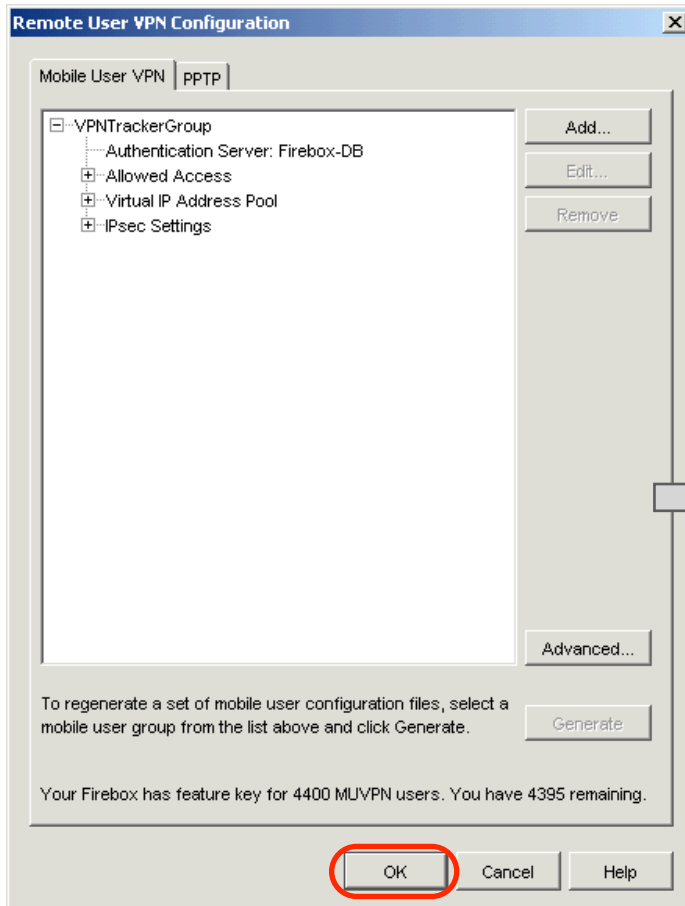 Remote User VPN Configuration
Mobile User VPN
PPTP
VPNTrackerGroup
Authentication Server: Firebox-DB
Allowed Access
Virtual IP Address Pool
IPsec Settings
Add...
Edit...
Remove
Advanced...
To regenerate a set of mobile user configuration files, select a
mobile user group from the list above and click Generate.
Generate
Your Firebox has feature key for 4400 MUVPN users. You have 4395 remaining.
OK
Cancel
Help